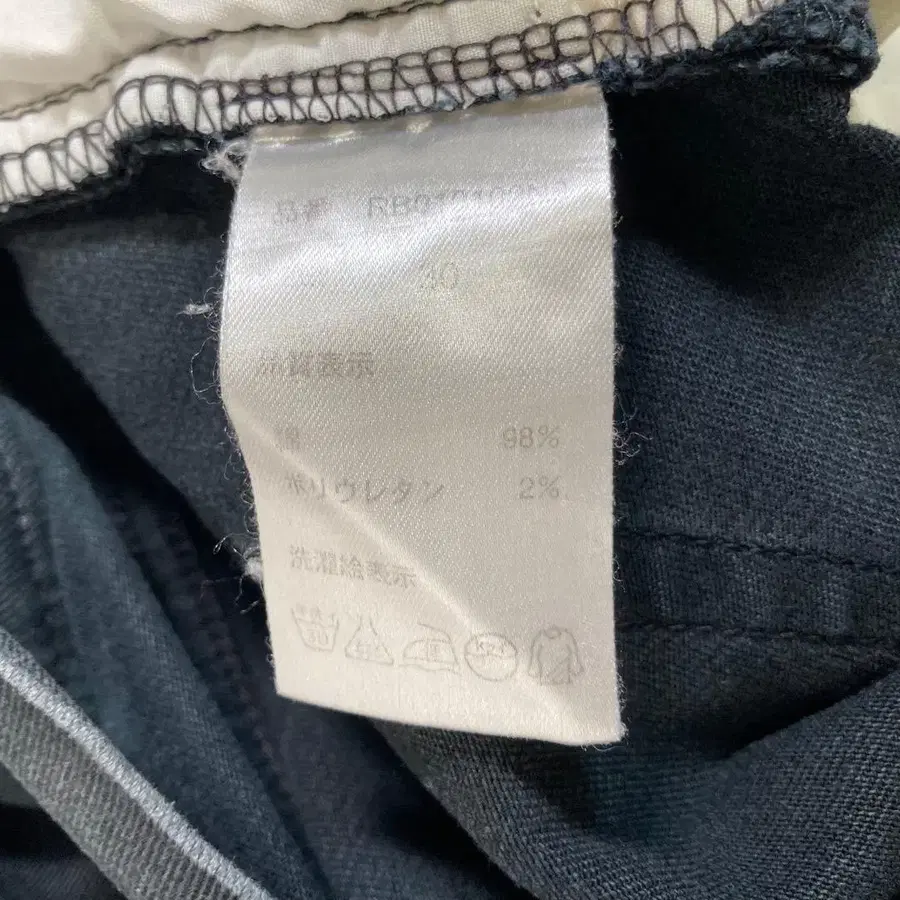 品番
30
品質表示
綿 98%
ポリウレタン 2%
洗濯絵表示